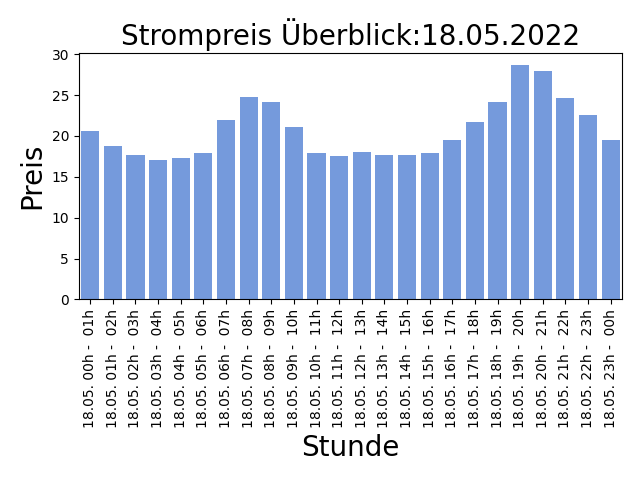 Strompreis Überblick:18.05.2022
Preis
30
25
20
15
10
5
0
18.05. 00h - 01h
18.05. 01h - 02h
18.05. 02h - 03h
18.05. 03h - 04h
18.05. 04h - 05h
18.05. 05h - 06h
18.05. 06h - 07h
18.05. 07h - 08h
18.05. 08h - 09h
18.05. 09h - 10h
18.05. 10h - 11h
18.05. 11h - 12h
18.05. 12h - 13h
18.05. 13h - 14h
18.05. 14h - 15h
18.05. 15h - 16h
18.05. 16h - 17h
18.05. 17h - 18h
18.05. 18h - 19h
18.05. 19h - 20h
18.05. 20h - 21h
18.05. 21h - 22h
18.05. 22h - 23h
18.05. 23h - 00h
Stunde